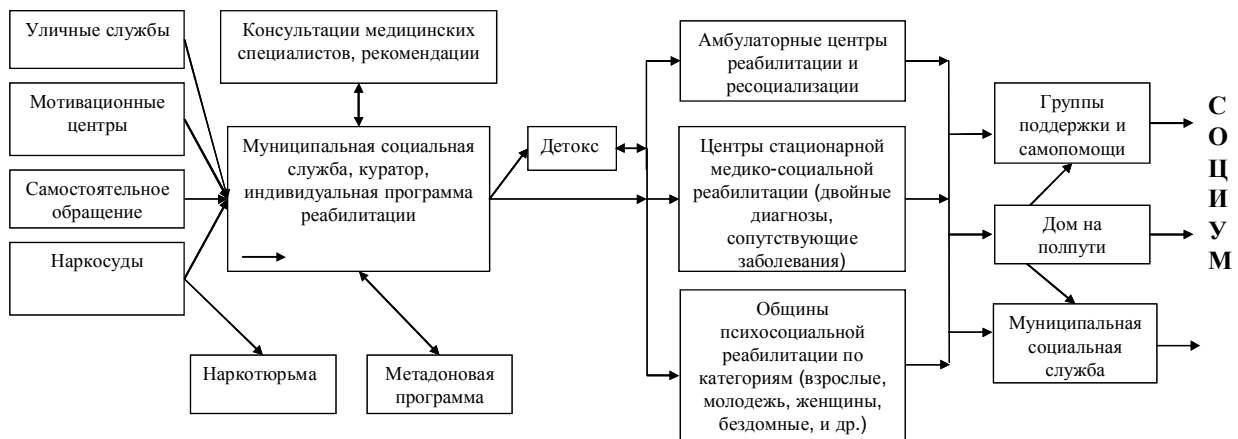 Уличные службы
Мотивационные
центры
Самостоятельное
обращение
Наркосуды
Наркотюрьма
Консультации медицинских
специалистов, рекомендации
Муниципальная социальная
служба, куратор,
индивидуальная программа
реабилитации
Метадоновая
программа
Детокс
Амбулаторные центры
реабилитации и
ресоциализации
Центры стационарной
медико-социальной
реабилитации (двойные
диагнозы,
сопутствующие
заболевания)
Общины
психосоциальной
реабилитации по
категориям (взрослые,
молодежь, женщины,
бездомные, и др.)
Группы
поддержки и
самопомощи
Дом на
полпути
Муниципальная
социальная
служба
С
О
Ц
И
У
М